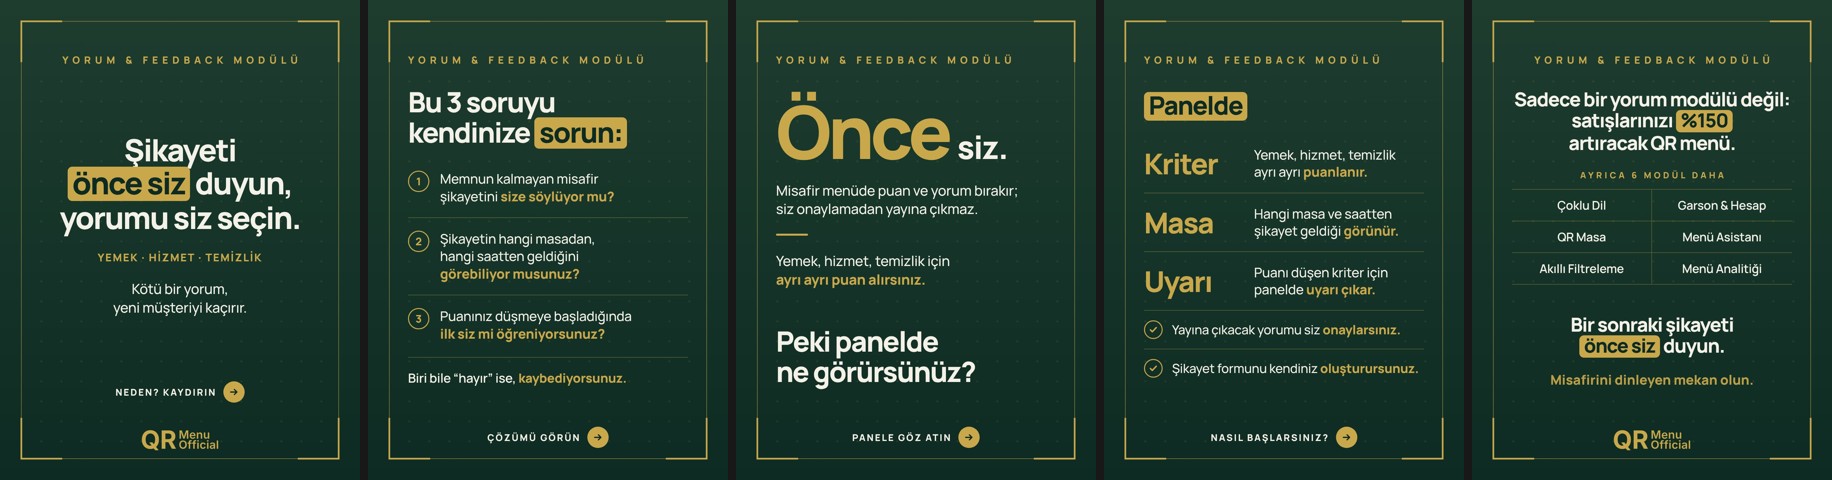 YORUM & FEEDBACK MODÜLÜ
Şikayeti
önce siz duyun,
yorumu siz seçin.
YEMEK · HİZMET · TEMİZLİK
Kötü bir yorum,
yeni müşteriyi kaçırır.
NEDEN? KAYDIRIN
QR Menu
Official
YORUM & FEEDBACK MODÜLÜ
Bu 3 soruyu
kendinize sorun:
1 Memnun kalmayan misafir
şikayetini size söylüyor mu?
2 Şikayetin hangi masadan,
hangi saatten geldiğini
görebiliyor musunuz?
3 Puanınız düşmeye başladığında
ilk siz mi öğreniyorsunuz?
Biri bile “hayır” ise, kaybediyorsunuz.
ÇÖZÜMÜ GÖRÜN
YORUM & FEEDBACK MODÜLÜ
Önce siz.
Misafir menüde puan ve yorum bırakır;
siz onaylamadan yayına çıkmaz.
Yemek, hizmet, temizlik için
ayrı ayrı puan alırsınız.
Peki panelde
ne görürsünüz?
PANELE GÖZ ATIN
YORUM & FEEDBACK MODÜLÜ
Panelde
Kriter
Yemek, hizmet, temizlik
ayrı ayrı puanlanır.
Masa
Hangi masa ve saatten
şikayet geldiği görünür.
Uyarı
Puanı düşen kriter için
panelde uyarı çıkar.
Yayına çıkacak yorumu siz onaylarsınız.
Şikayet formunu kendiniz oluşturursunuz.
NASIL BAŞLARSINIZ?
YORUM & FEEDBACK MODÜLÜ
Sadece bir yorum modülü değil:
satışlarınızı %150
artıracak QR menü.
AYRICA 6 MODÜL DAHA
Çoklu Dil Garson & Hesap
QR Masa Menü Asistanı
Akıllı Filtreleme Menü Analitiği
Bir sonraki şikayeti
önce siz duyun.
Misafirini dinleyen mekan olun.
QR Menu
Official